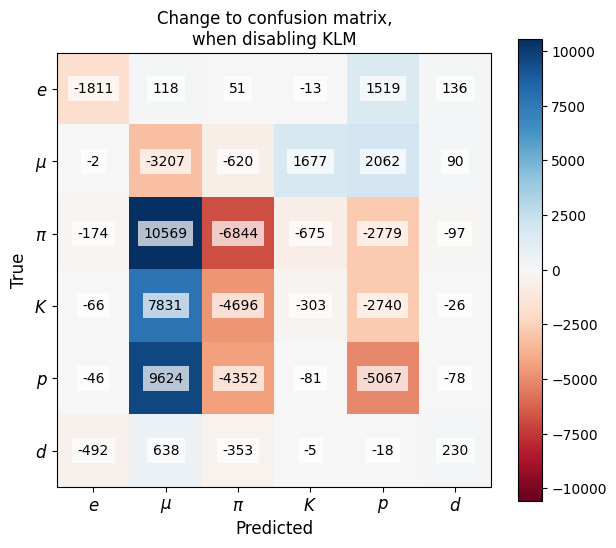 Change to confusion matrix,
when disabling KLM
e -1811 118 51 -13 1519 136
μ -2 -3207 -620 1677 2062 90
π -174 10569 -6844 -675 -2779 -97
K -66 7831 -4696 -303 -2740 -26
p -46 9624 -4352 -81 -5067 -78
d -492 638 -353 -5 -18 230
e μ π K p d
True
Predicted
10000
7500
5000
2500
0
−2500
−5000
−7500
−10000